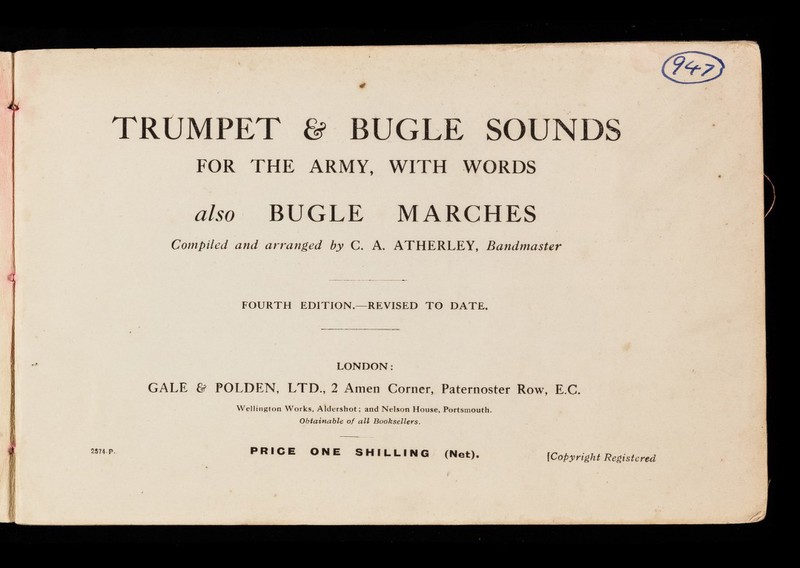 947
TRUMPET & BUGLE SOUNDS
FOR THE ARMY, WITH WORDS
also BUGLE MARCHES
Compiled and arranged by C. A. ATHERLEY, Bandmaster
FOURTH EDITION.—REVISED TO DATE.
LONDON:
GALE & POLDEN, LTD., 2 Amen Corner, Paternoster Row, E.C.
Wellington Works, Aldershot; and Nelson House, Portsmouth.
Obtainable of all Booksellers.
2574-P. PRICE ONE SHILLING (Net). [Copyright Registered